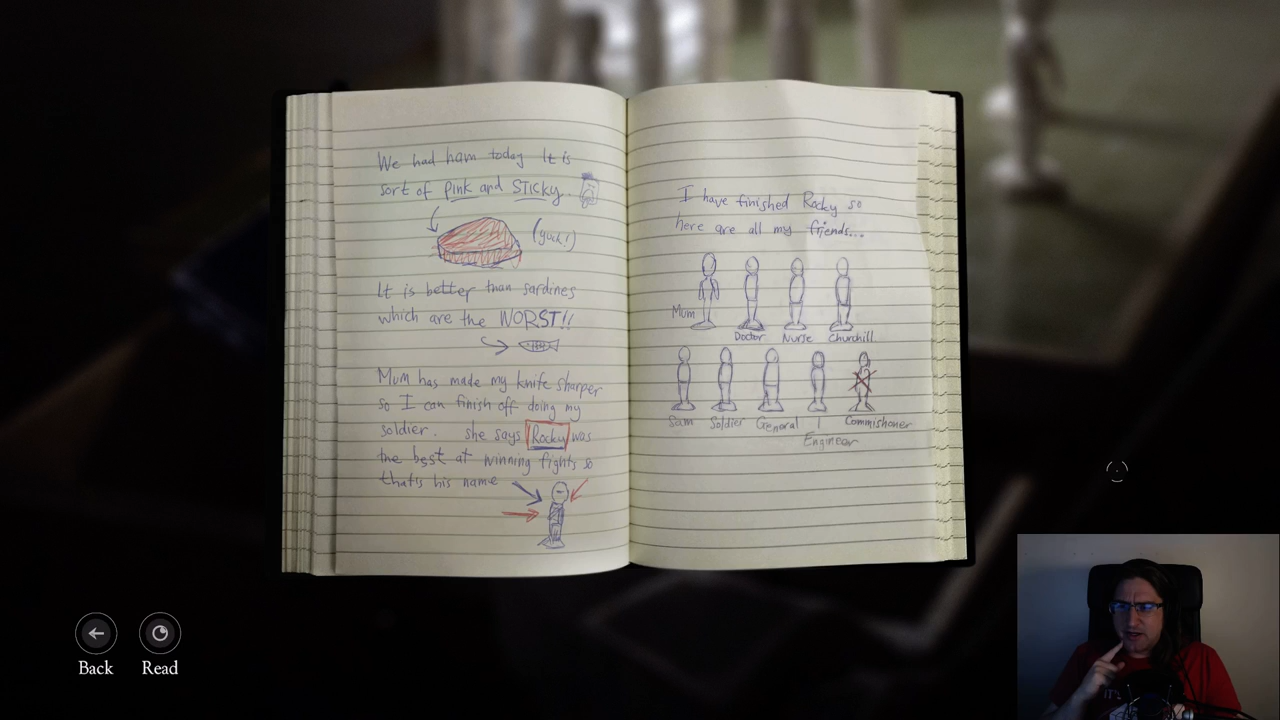 We had ham today It is
sort of Pink and STICKY.
(yuck!)
It is better than sardines
which are the WORST!!
Mum has made my knife sharper
so I can finish off doing my
soldier. she says Rocky was
the best at winning fights so
that's his name
I have finished Rocky so
here are all my friends...
Mum
Doctor Nurse Churchill
Sam Soldier General | Commishoner
Engineer
Back Read